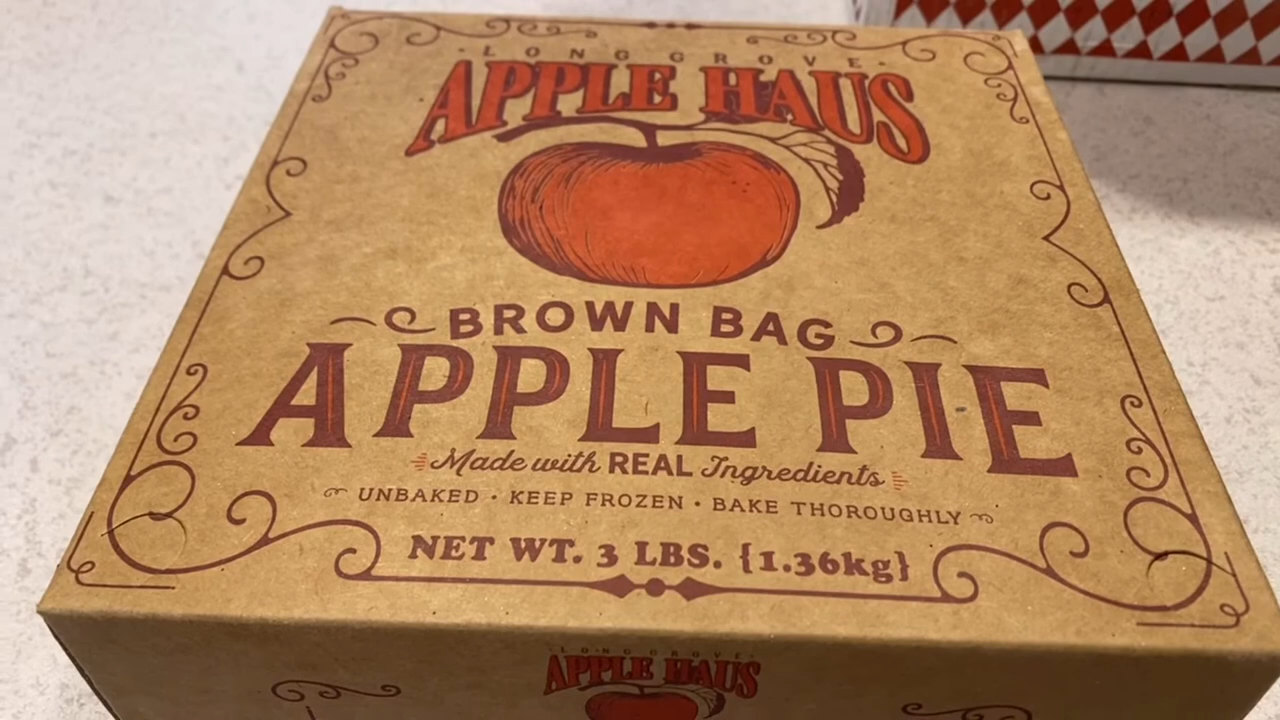 ·LONG GROVE·
APPLE HAUS
BROWN BAG
APPLE PIE
Made with REAL Ingredients
UNBAKED · KEEP FROZEN · BAKE THOROUGHLY
NET WT. 3 LBS. {1.36kg}
·LONG GROVE·
APPLE HAUS